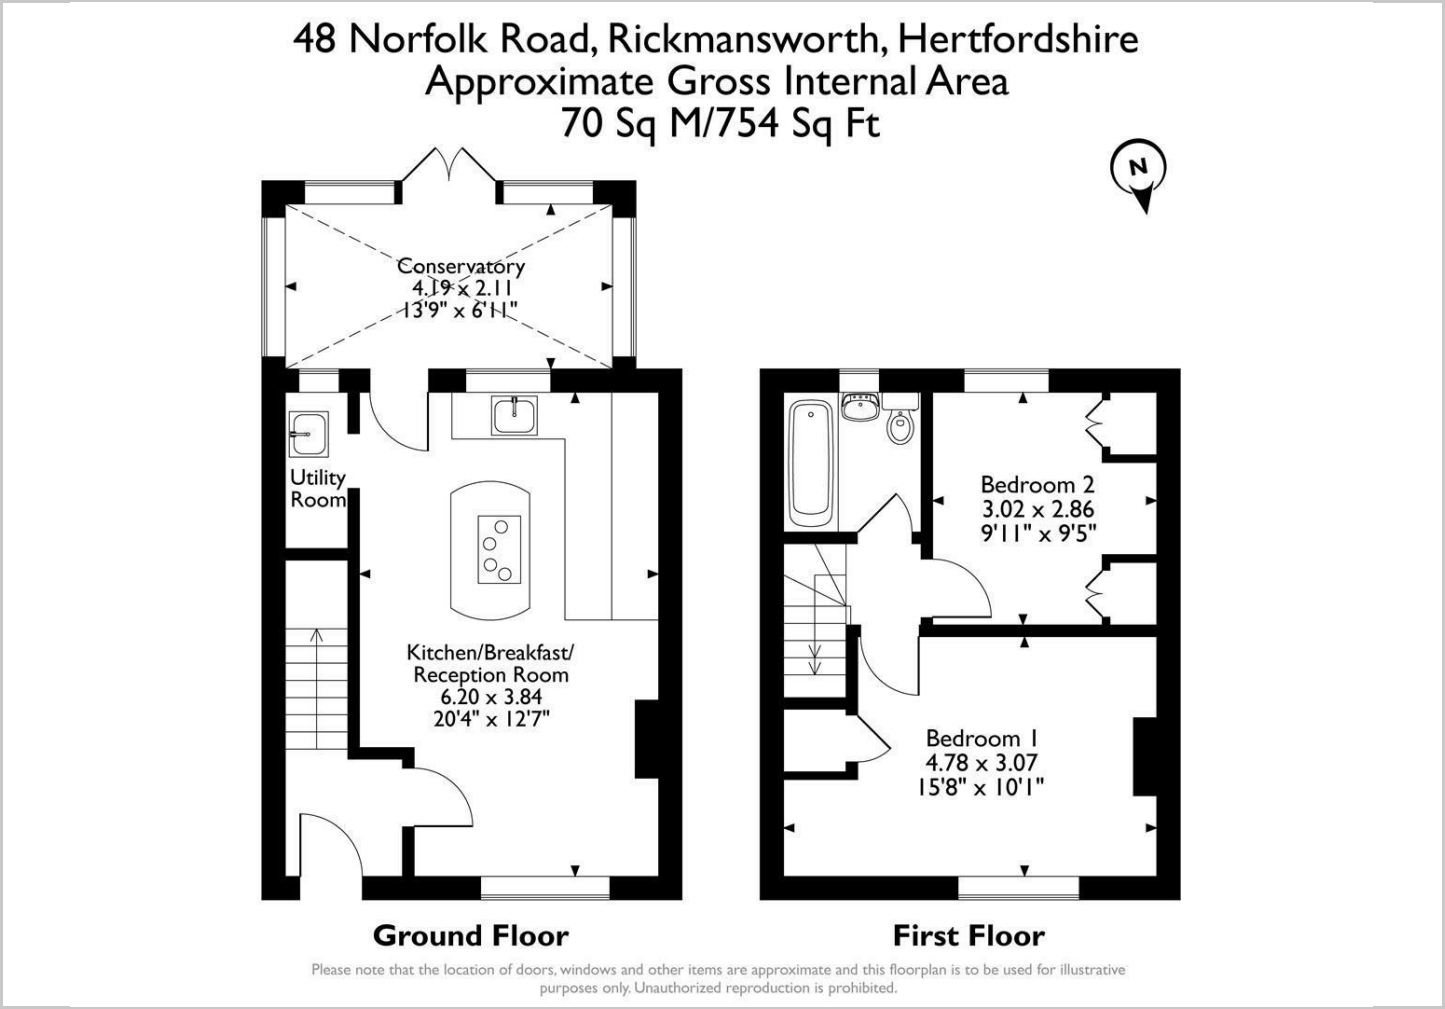 48 Norfolk Road, Rickmansworth, Hertfordshire
Approximate Gross Internal Area
70 Sq M/754 Sq Ft
N
Conservatory
4.19 x 2.11
13'9" x 6'11"
Utility
Room
Kitchen/Breakfast/
Reception Room
6.20 x 3.84
20'4" x 12'7"
Bedroom 2
3.02 x 2.86
9'11" x 9'5"
Bedroom 1
4.78 x 3.07
15'8" x 10'1"
Ground Floor
First Floor
Please note that the location of doors, windows and other items are approximate and this floorplan is to be used for illustrative
purposes only. Unauthorized reproduction is prohibited.